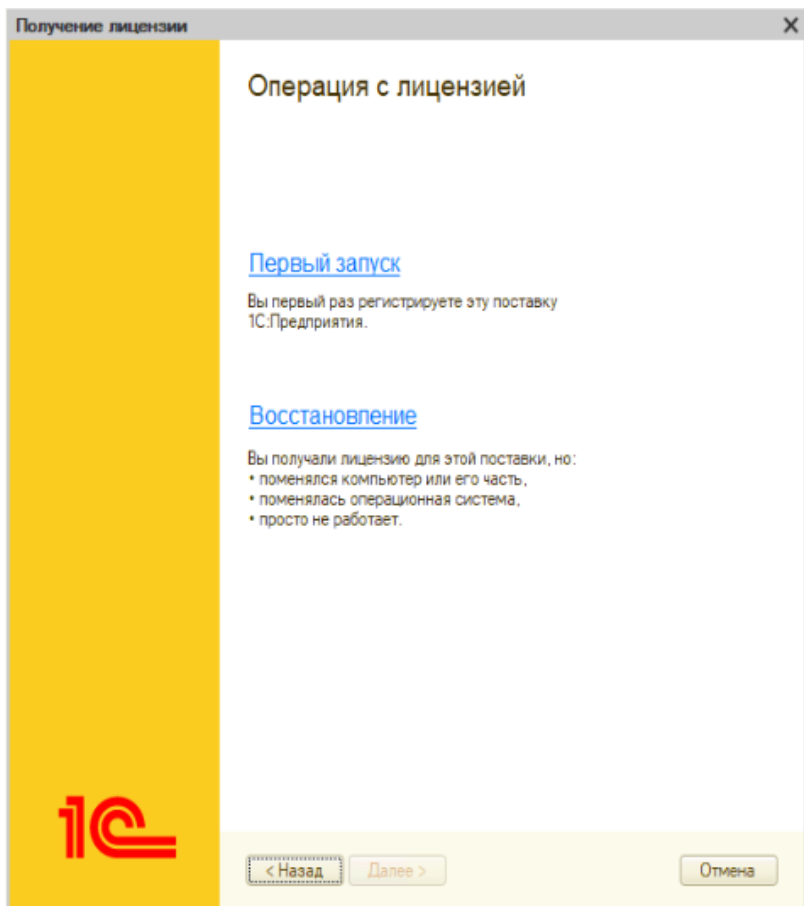 Получение лицензии
Операция с лицензией
Первый запуск
Вы первый раз регистрируете эту поставку
1С:Предприятия.
Восстановление
Вы получали лицензию для этой поставки, но:
• поменялся компьютер или его часть,
• поменялась операционная система,
• просто не работает.
1С
< Назад
Далее >
Отмена